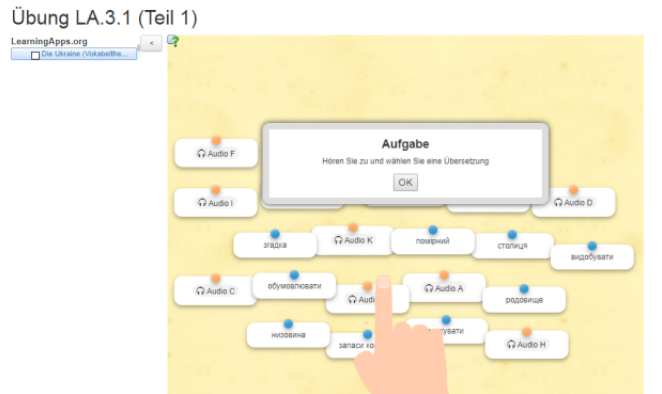 Übung LA.3.1 (Teil 1)
LearningApps.org
<
Die Ukraine (Vokabelthe...
Aufgabe
Hören Sie zu und wählen Sie eine Übersetzung
OK
Audio F
Audio I
Audio D
згадка
Audio K
помірний
столиця
видобувати
Audio C
обумовлювати
Audio A
родовище
низовина
запаси
Audio H